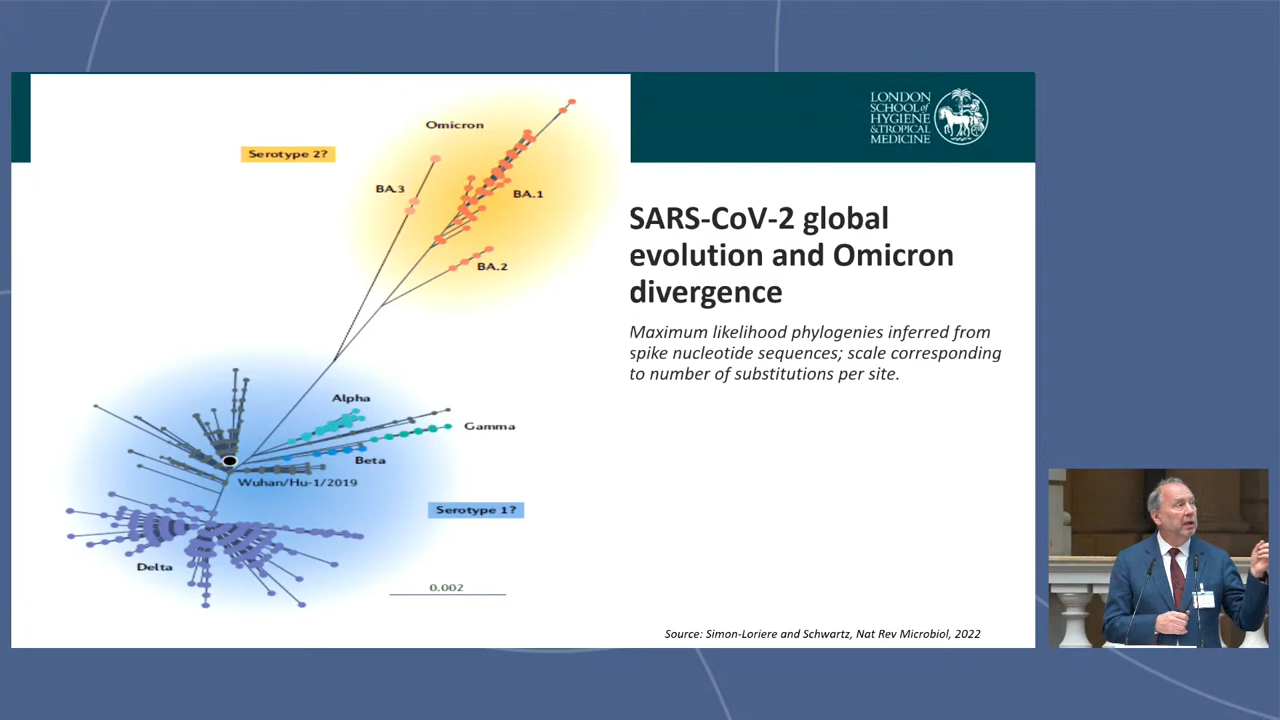 LONDON
SCHOOL of
HYGIENE
& TROPICAL
MEDICINE
Omicron
Serotype 2?
BA.3
BA.1
BA.2
SARS-CoV-2 global
evolution and Omicron
divergence
Maximum likelihood phylogenies inferred from
spike nucleotide sequences; scale corresponding
to number of substitutions per site.
Alpha
Gamma
Beta
Wuhan/Hu-1/2019
Serotype 1?
Delta
0.002
Source: Simon-Loriere and Schwartz, Nat Rev Microbiol, 2022